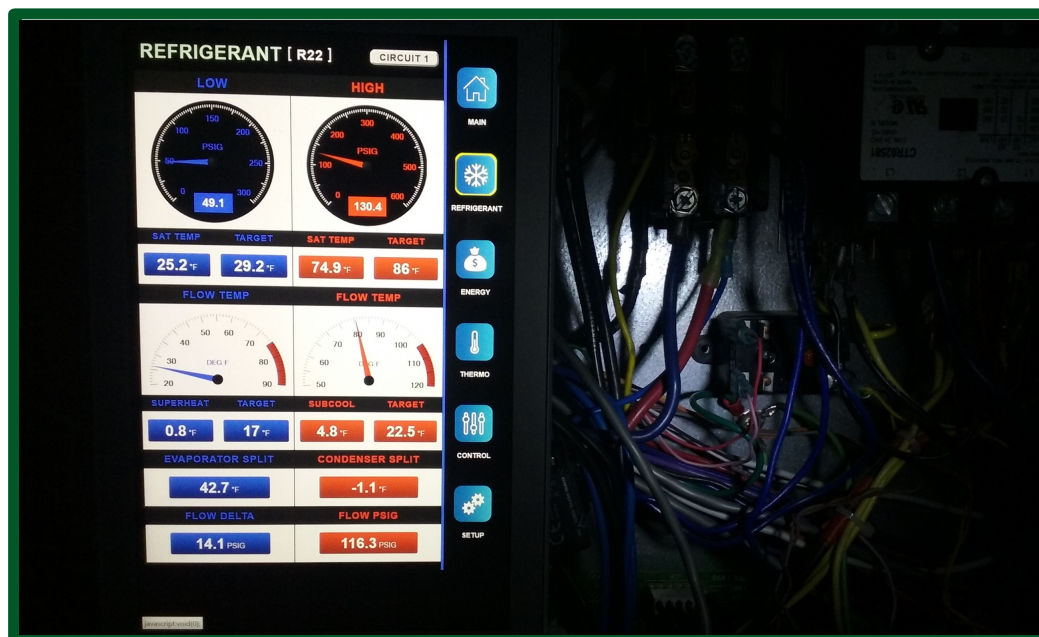 REFRIGERANT [ R22 ]
CIRCUIT 1
LOW
HIGH
0
50
100
150
200
250
300
PSIG
49.1
0
100
200
300
400
500
600
PSIG
130.4
SAT TEMP
TARGET
SAT TEMP
TARGET
25.2 °F
29.2 °F
74.9 °F
86 °F
FLOW TEMP
FLOW TEMP
20
30
40
50
60
70
80
90
DEG F
50
60
70
80
90
100
110
120
SUPERHEAT
TARGET
SUBCOOL
TARGET
0.8 °F
17 °F
4.8 °F
22.5 °F
EVAPORATOR SPLIT
CONDENSER SPLIT
42.7 °F
-1.1 °F
FLOW DELTA
FLOW PSIG
14.1 PSIG
116.3 PSIG
javascript:void(0);
MAIN
REFRIGERANT
ENERGY
THERMO
CONTROL
SETUP